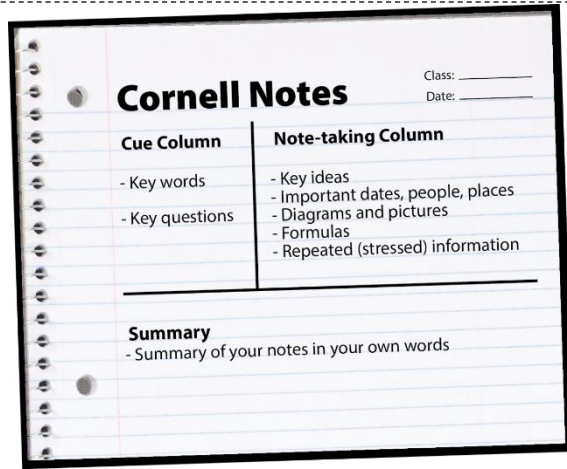 Class:
Date:
Cornell Notes
Cue Column
- Key words
- Key questions
Note-taking Column
- Key ideas
- Important dates, people, places
- Diagrams and pictures
- Formulas
- Repeated (stressed) information
Summary
- Summary of your notes in your own words